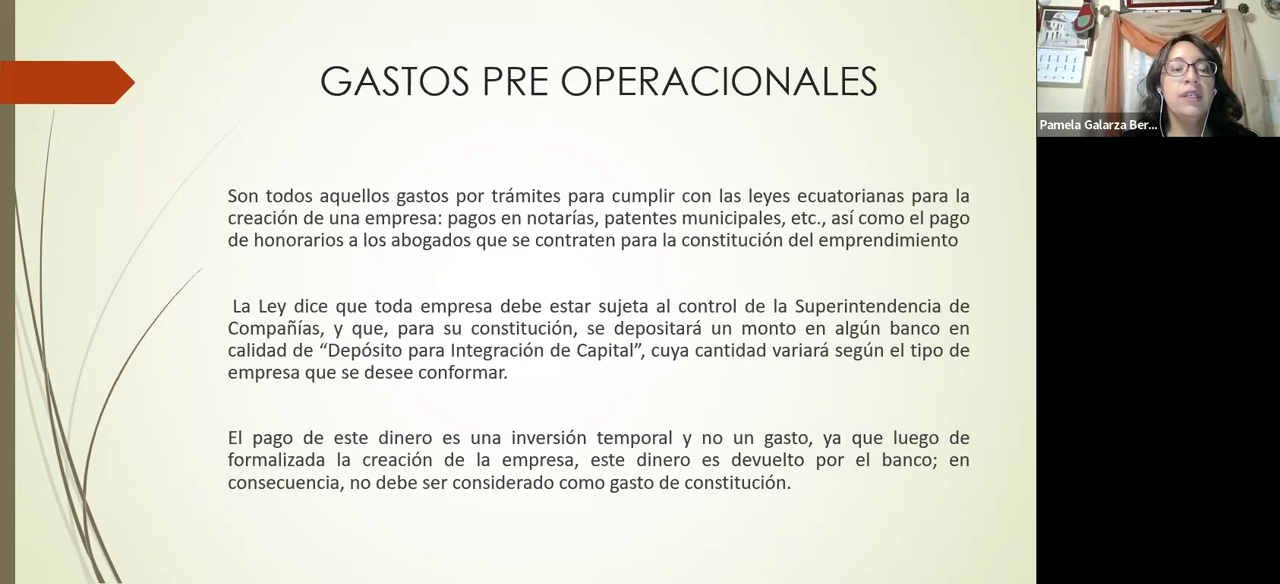 GASTOS PRE OPERACIONALES
Son todos aquellos gastos por trámites para cumplir con las leyes ecuatorianas para la
creación de una empresa: pagos en notarías, patentes municipales, etc., así como el pago
de honorarios a los abogados que se contraten para la constitución del emprendimiento
La Ley dice que toda empresa debe estar sujeta al control de la Superintendencia de
Compañías, y que, para su constitución, se depositará un monto en algún banco en
calidad de “Depósito para Integración de Capital”, cuya cantidad variará según el tipo de
empresa que se desee conformar.
El pago de este dinero es una inversión temporal y no un gasto, ya que luego de
formalizada la creación de la empresa, este dinero es devuelto por el banco; en
consecuencia, no debe ser considerado como gasto de constitución.
Pamela Galarza Ber...